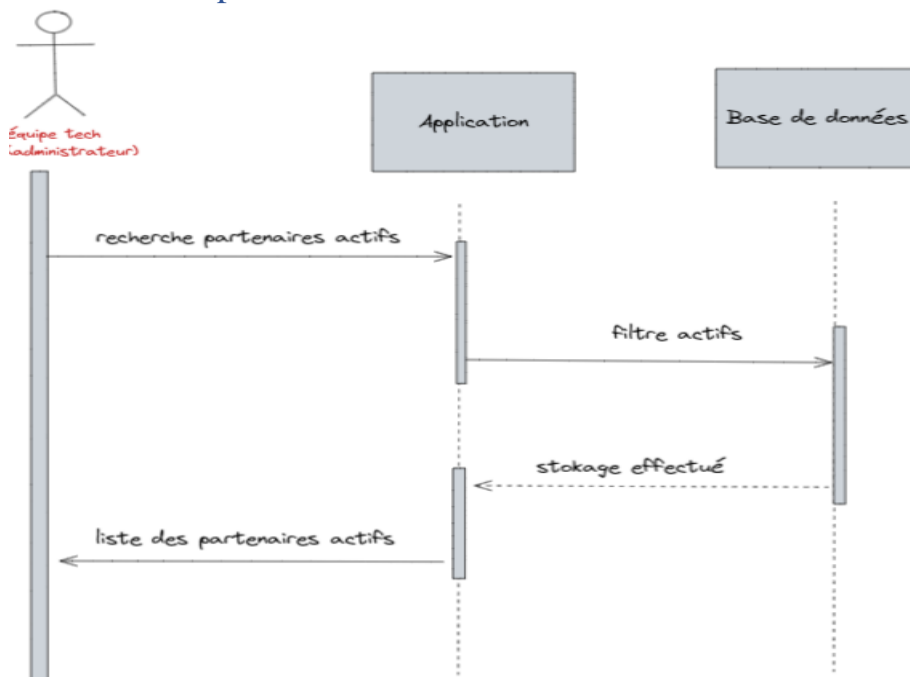 Équipe tech
(administrateur)
Application
Base de données
recherche partenaires actifs
filtre actifs
stokage effectué
liste des partenaires actifs